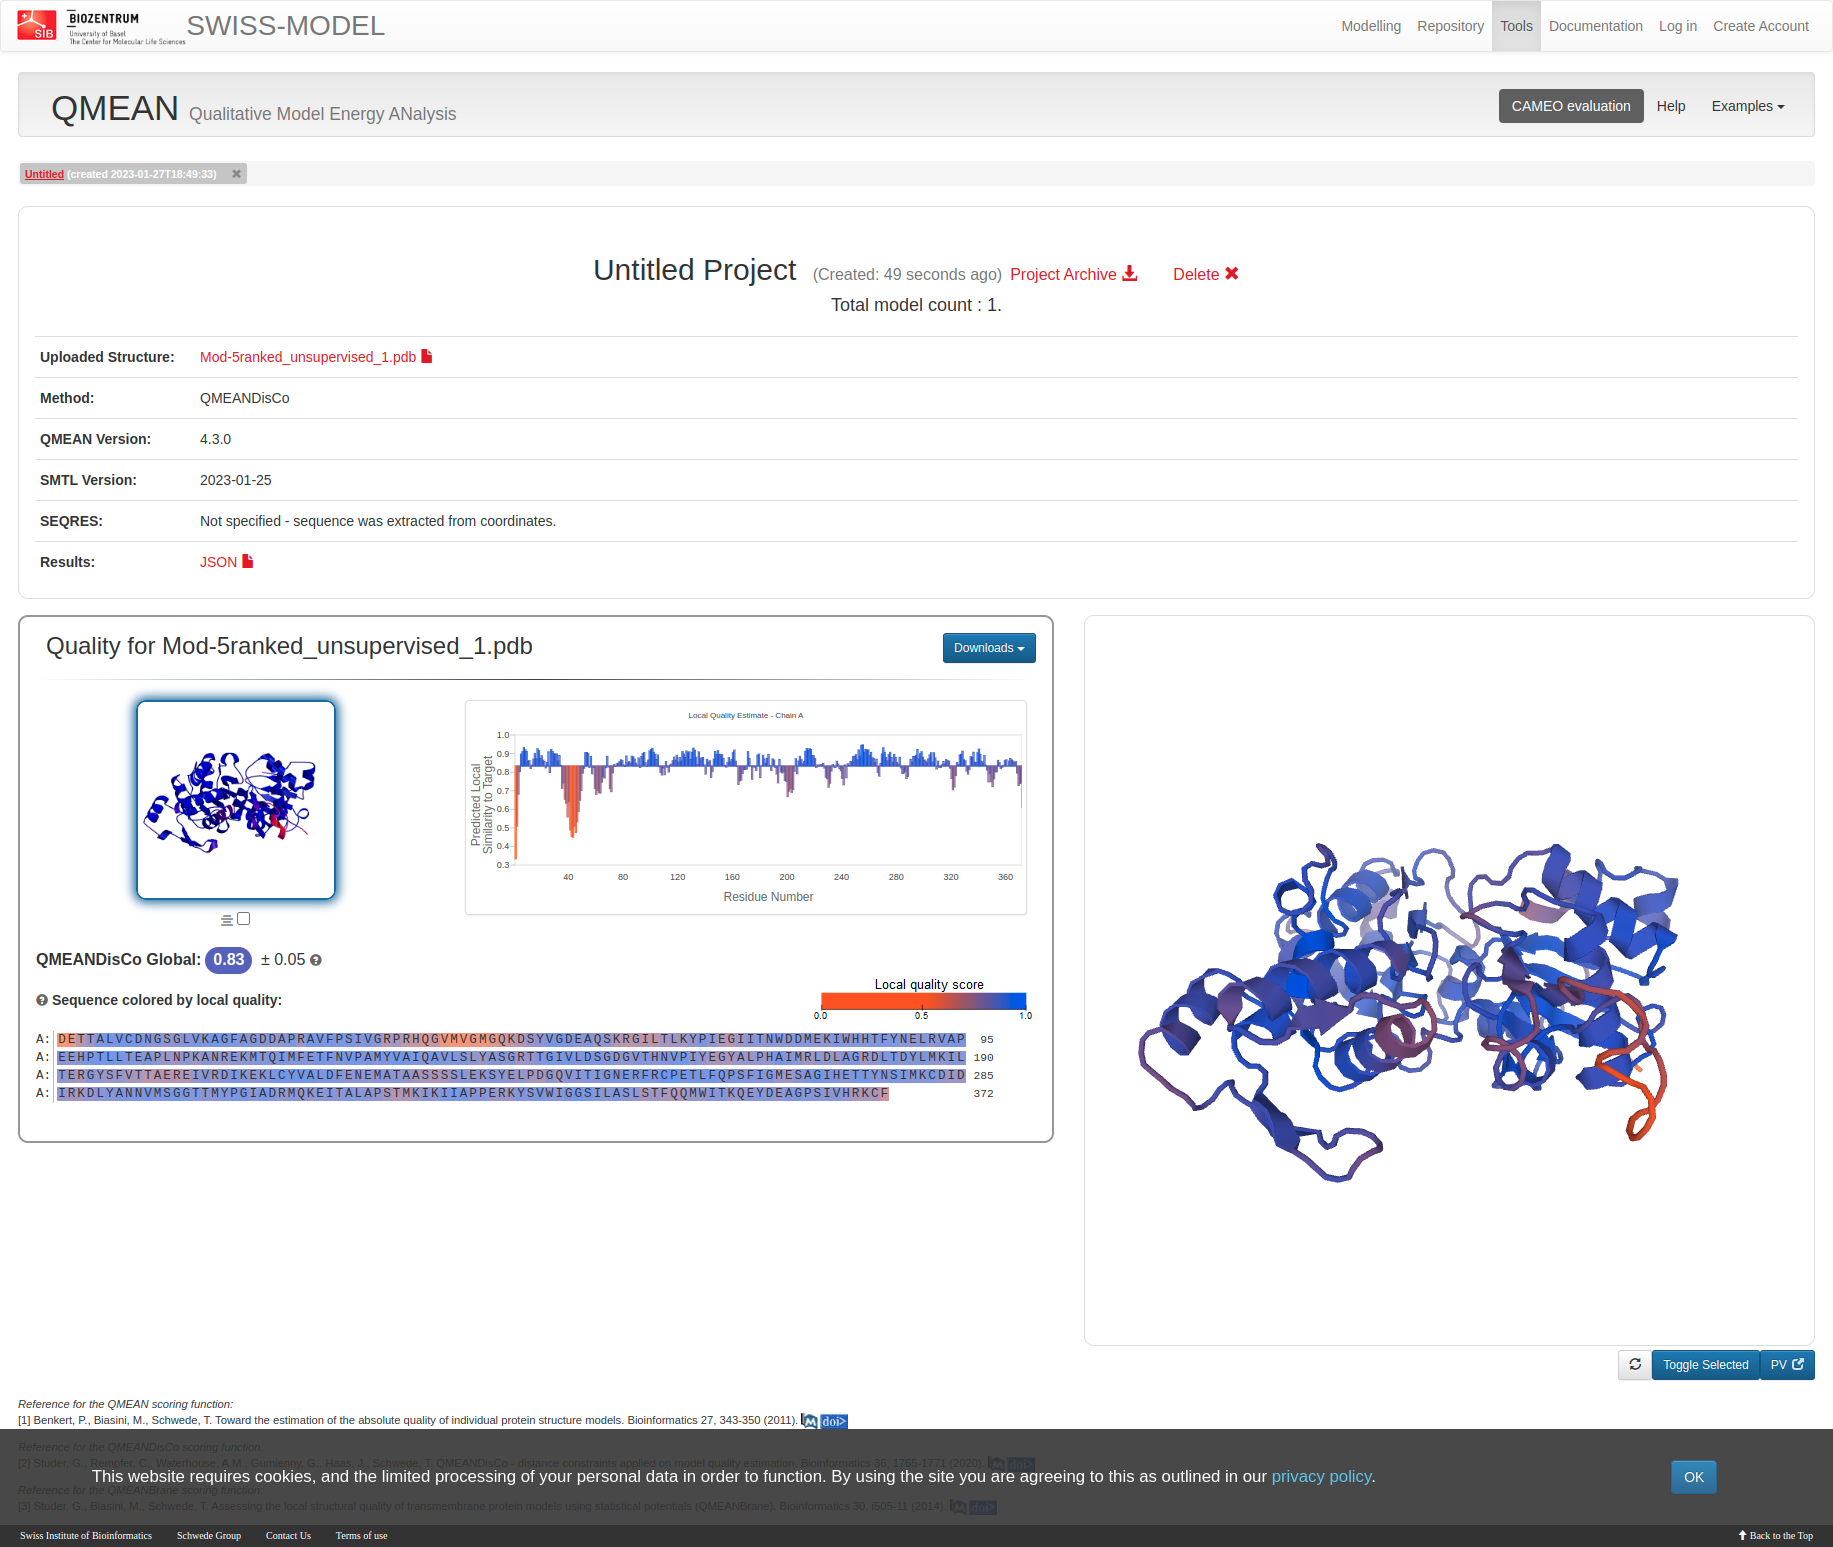 SIB
BIOZENTRUM
University of Basel
The Center for Molecular Life Sciences
SWISS-MODEL
Modelling Repository Tools Documentation Log in Create Account
QMEAN Qualitative Model Energy ANalysis
CAMEO evaluation Help Examples
Untitled (created 2023-01-27T18:49:33)
Untitled Project (Created: 49 seconds ago) Project Archive Delete
Total model count : 1.
Uploaded Structure: Mod-5ranked_unsupervised_1.pdb
Method: QMEANDisCo
QMEAN Version: 4.3.0
SMTL Version: 2023-01-25
SEQRES: Not specified - sequence was extracted from coordinates.
Results: JSON
Quality for Mod-5ranked_unsupervised_1.pdb
Downloads
Local Quality Estimate - Chain A
Predicted Local
Similarity to Target
1.0
0.9
0.8
0.7
0.6
0.5
0.4
0.3
40 80 120 160 200 240 280 320 360
Residue Number
QMEANDisCo Global: 0.83 ± 0.05
Sequence colored by local quality:
Local quality score
0.0 0.5 1.0
A: DETTALVCDNGSGLVKAGFAGDDAPRAVFPSIVGRPRHQGVMVGMGQKDSYVGDEAQSKRGILTLKYPIEGIITNWDDMEKIWHHTFYNELRVAP 95
A: EEHPTLLTEAPLNPKANREKMTQIMFETFNVPAMYVAIQAVLSLYASGRTTGIVLDSGDGVTHNVPIYEGYALPHAIMRLDLAGRDLTDYLMKIL 190
A: TERGYSFVTTAEREIVRDIKEKLCYVALDFENEMATAASSSSLEKSYELPDGQVITIGNERFRCPETLFQPSFIGMESAGIHETTYNSIMKCDID 285
A: IRKDLYANNVMSGGTTMYPGIADRMQKEITALAPSTMKIKIIAPPERKYSVWIGGSILASLSTFQQMWITKQEYDEAGPSIVHRKCF 372
Toggle Selected PV
Reference for the QMEAN scoring function:
[1] Benkert, P., Biasini, M., Schwede, T. Toward the estimation of the absolute quality of individual protein structure models. Bioinformatics 27, 343-350 (2011). M doi>
Reference for the QMEANDisCo scoring function:
[2] Studer, G., Rempfer, C., Waterhouse, A.M., Gumienny, G., Haas, J., Schwede, T. QMEANDisCo - distance constraints applied on model quality estimation. Bioinformatics 36, 1765-1771 (2020). M doi>
This website requires cookies, and the limited processing of your personal data in order to function. By using the site you are agreeing to this as outlined in our privacy policy.
OK
Reference for the QMEANBrane scoring function:
[3] Studer, G., Biasini, M., Schwede, T. Assessing the local structural quality of transmembrane protein models using statistical potentials (QMEANBrane). Bioinformatics 30, i505-11 (2014). M doi>
Swiss Institute of Bioinformatics Schwede Group Contact Us Terms of use
Back to the Top